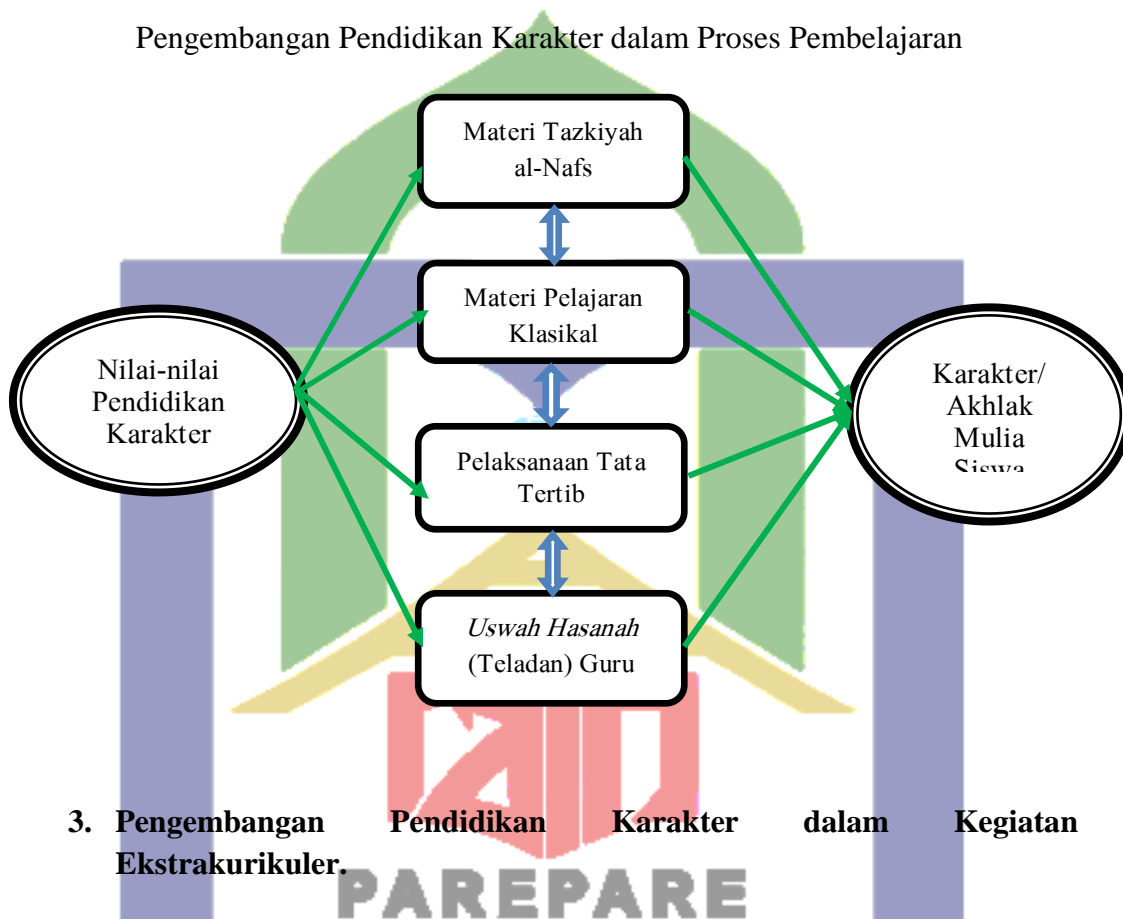 Pengembangan Pendidikan Karakter dalam Proses Pembelajaran
Materi Tazkiyah
al-Nafs
Materi Pelajaran
Klasikal
Nilai-nilai
Pendidikan
Karakter
Karakter/
Akhlak
Mulia
Siswa
Pelaksanaan Tata
Tertib
Uswah Hasanah
(Teladan) Guru
3. Pengembangan Pendidikan Karakter dalam Kegiatan
Ekstrakurikuler.
PAREPARE